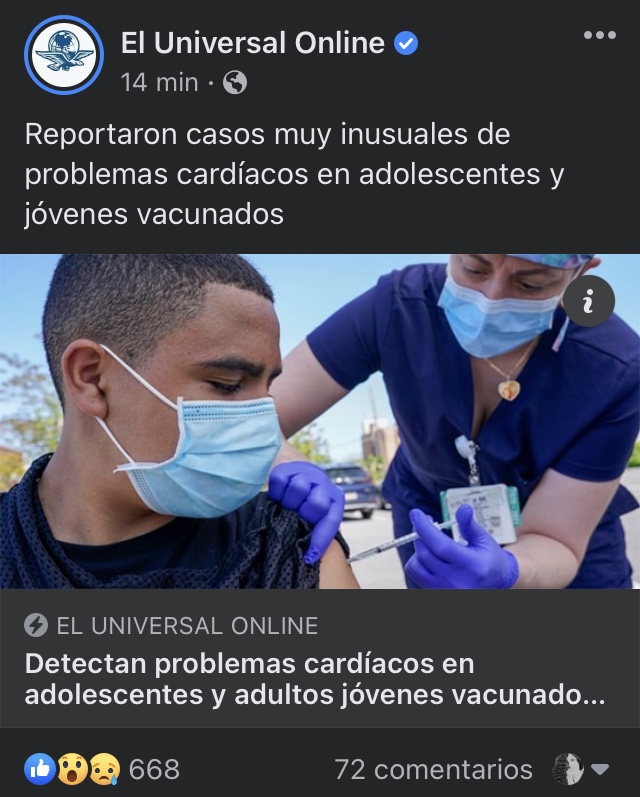 El Universal Online
14 min ·
Reportaron casos muy inusuales de
problemas cardíacos en adolescentes y
jóvenes vacunados
i
EL UNIVERSAL ONLINE
Detectan problemas cardíacos en
adolescentes y adultos jóvenes vacunado...
668
72 comentarios